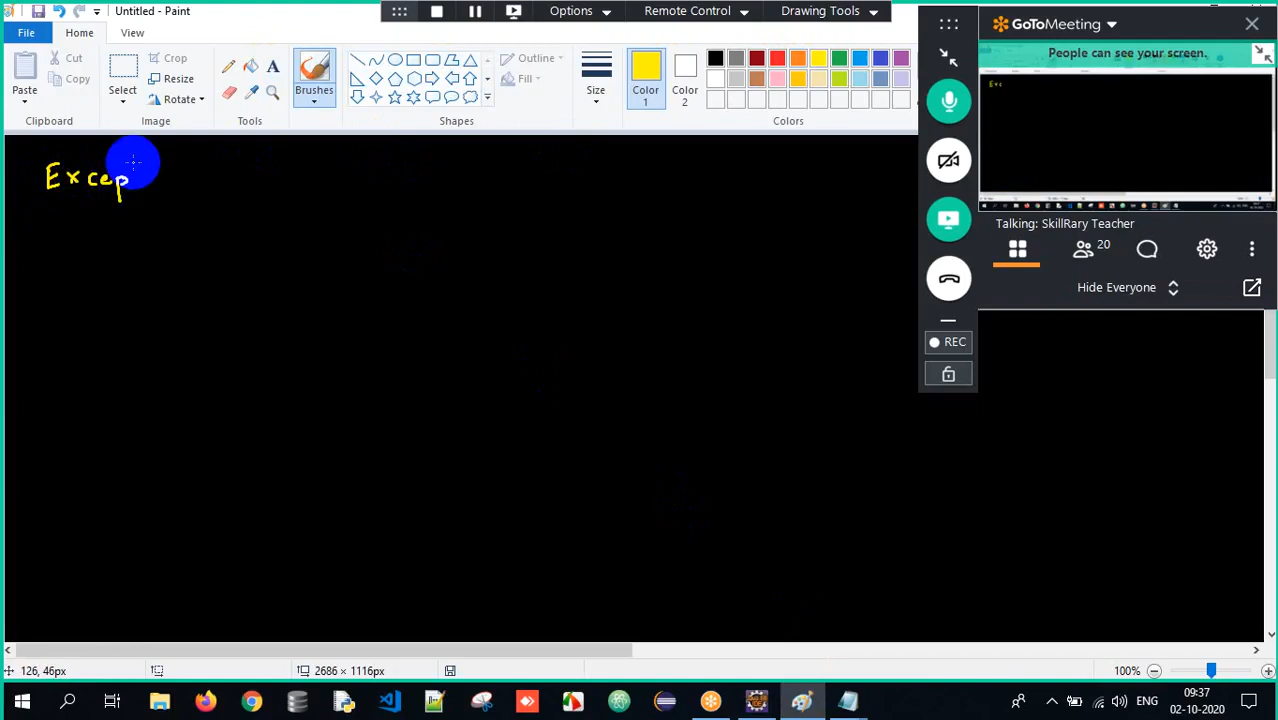 Untitled - Paint
Options
Remote Control
Drawing Tools
GoToMeeting
File
Home
View
People can see your screen.
Paste
Cut
Copy
Clipboard
Select
Crop
Resize
Rotate
Image
Tools
Brushes
Outline
Fill
Shapes
Size
Color 1
Color 2
Colors
Exc
Excep
Talking: SkillRary Teacher
20
Hide Everyone
REC
126, 46px
2686 × 1116px
100%
ENG
09:37
02-10-2020